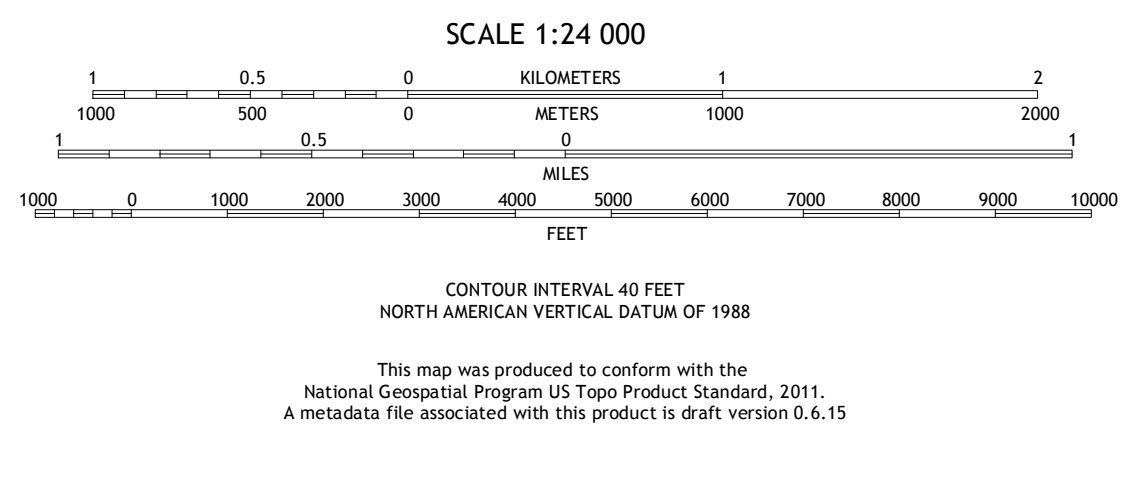 SCALE 1:24 000
1 0.5 0 KILOMETERS 1 2
1000 500 0 METERS 1000 2000
1 0.5 0 1
MILES
1000 0 1000 2000 3000 4000 5000 6000 7000 8000 9000 10000
FEET
CONTOUR INTERVAL 40 FEET
NORTH AMERICAN VERTICAL DATUM OF 1988
This map was produced to conform with the
National Geospatial Program US Topo Product Standard, 2011.
A metadata file associated with this product is draft version 0.6.15